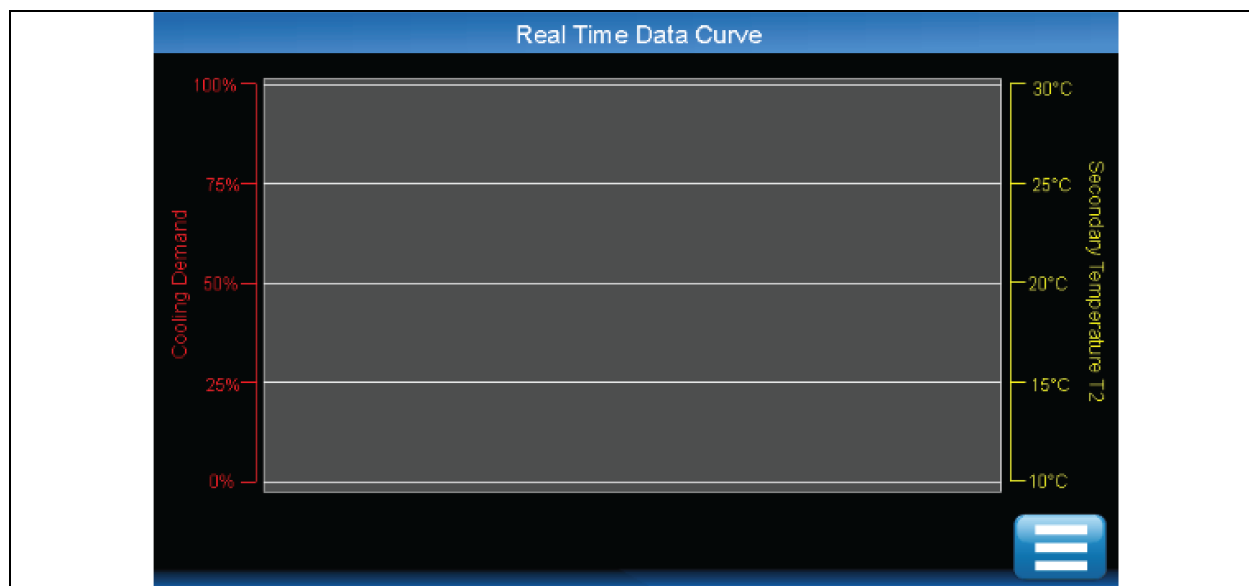 Real Time Data Curve
100%
75%
50%
25%
0%
Cooling Demand
30°C
25°C
20°C
15°C
10°C
Secondary Temperature T2